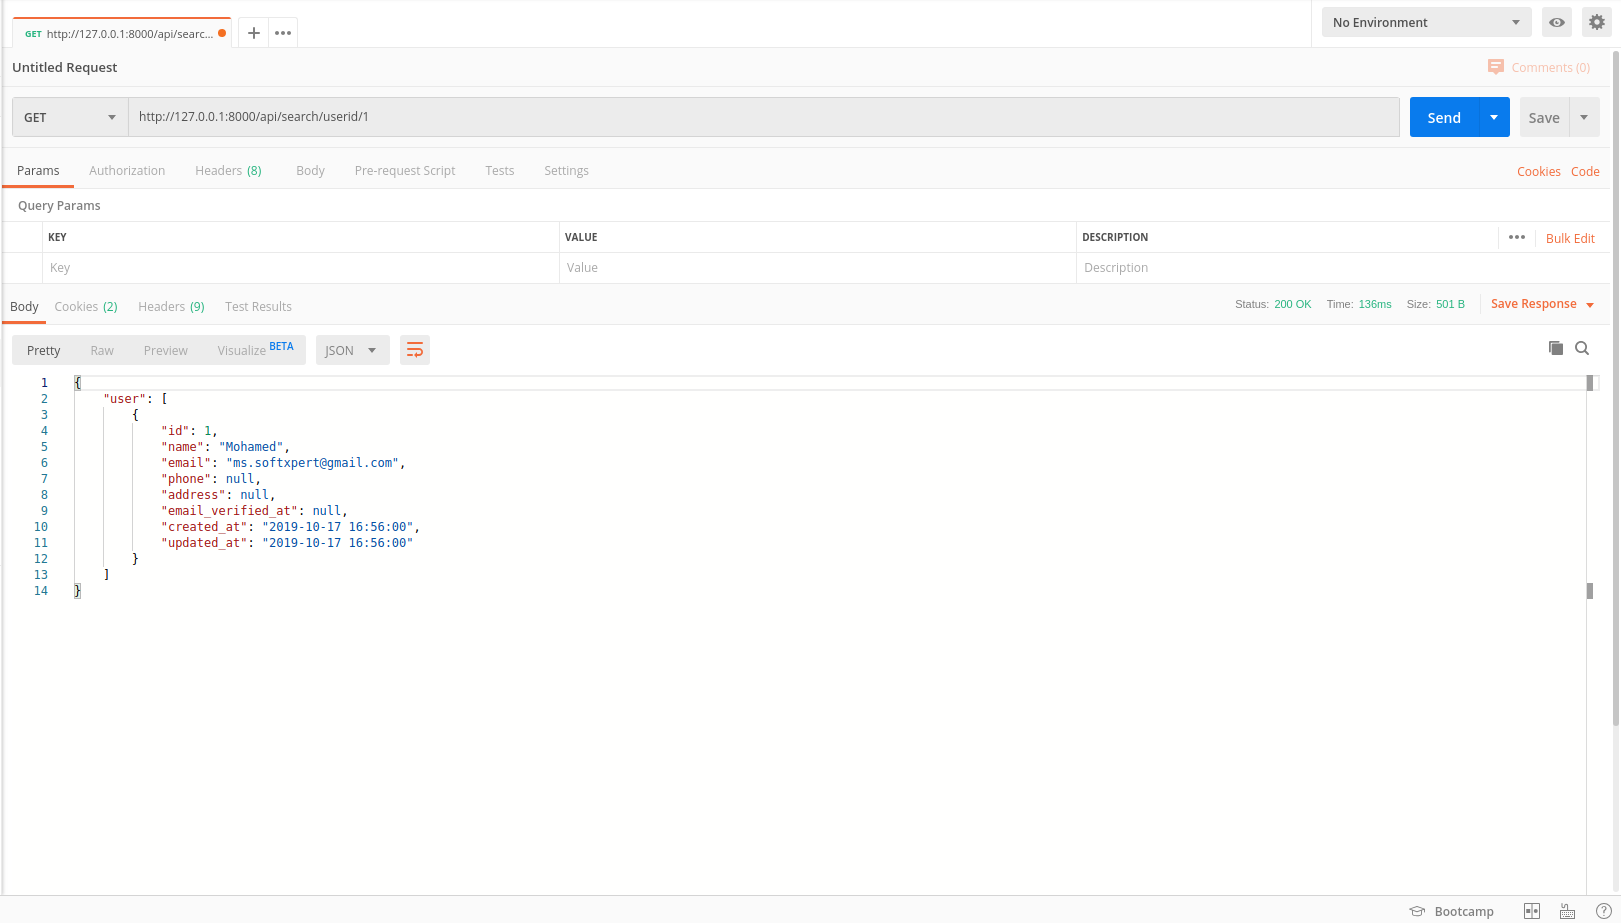 GET http://127.0.0.1:8000/api/searc...
No Environment
Untitled Request
Comments (0)
GET http://127.0.0.1:8000/api/search/userid/1 Send Save
Params Authorization Headers (8) Body Pre-request Script Tests Settings Cookies Code
Query Params
KEY VALUE DESCRIPTION Bulk Edit
Key Value Description
Body Cookies (2) Headers (9) Test Results Status: 200 OK Time: 136ms Size: 501 B Save Response
Pretty Raw Preview Visualize BETA JSON
1 {
2 "user": [
3 {
4 "id": 1,
5 "name": "Mohamed",
6 "email": "ms.softxpert@gmail.com",
7 "phone": null,
8 "address": null,
9 "email_verified_at": null,
10 "created_at": "2019-10-17 16:56:00",
11 "updated_at": "2019-10-17 16:56:00"
12 }
13 ]
14 }
Bootcamp